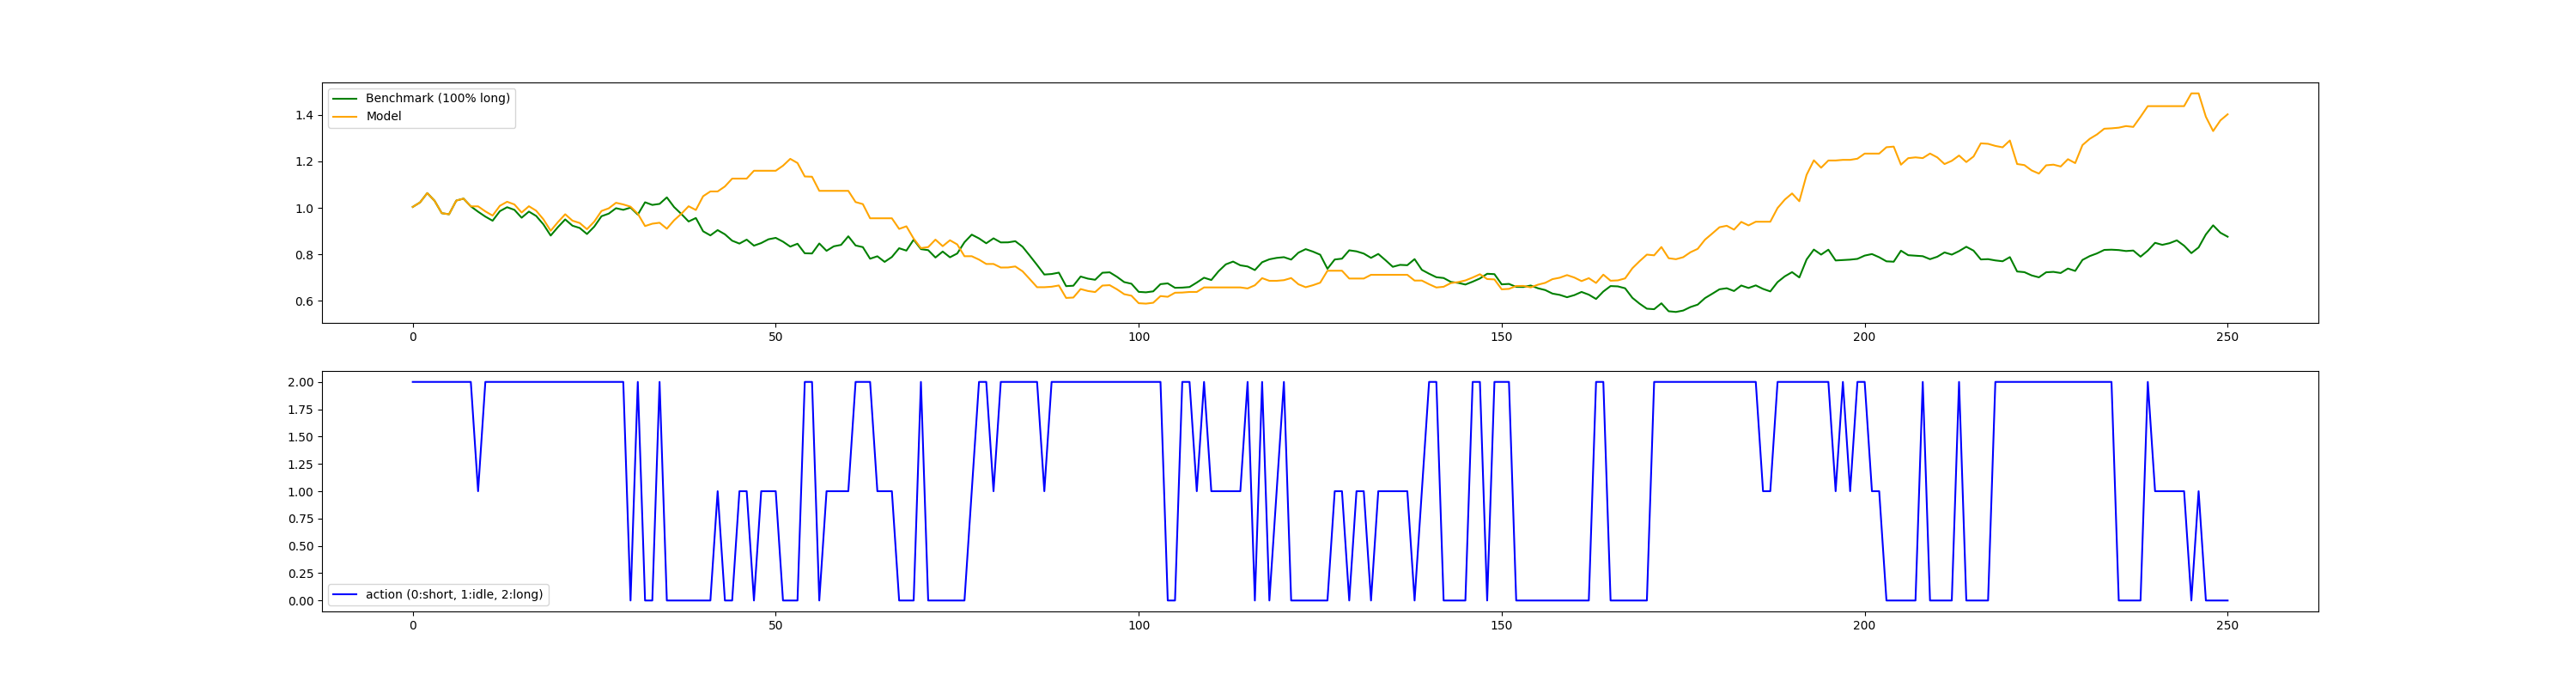 Benchmark (100% long)
Model
1.4
1.2
1.0
0.8
0.6
0 50 100 150 200 250
2.00
1.75
1.50
1.25
1.00
0.75
0.50
0.25
0.00
action (0:short, 1:idle, 2:long)
0 50 100 150 200 250